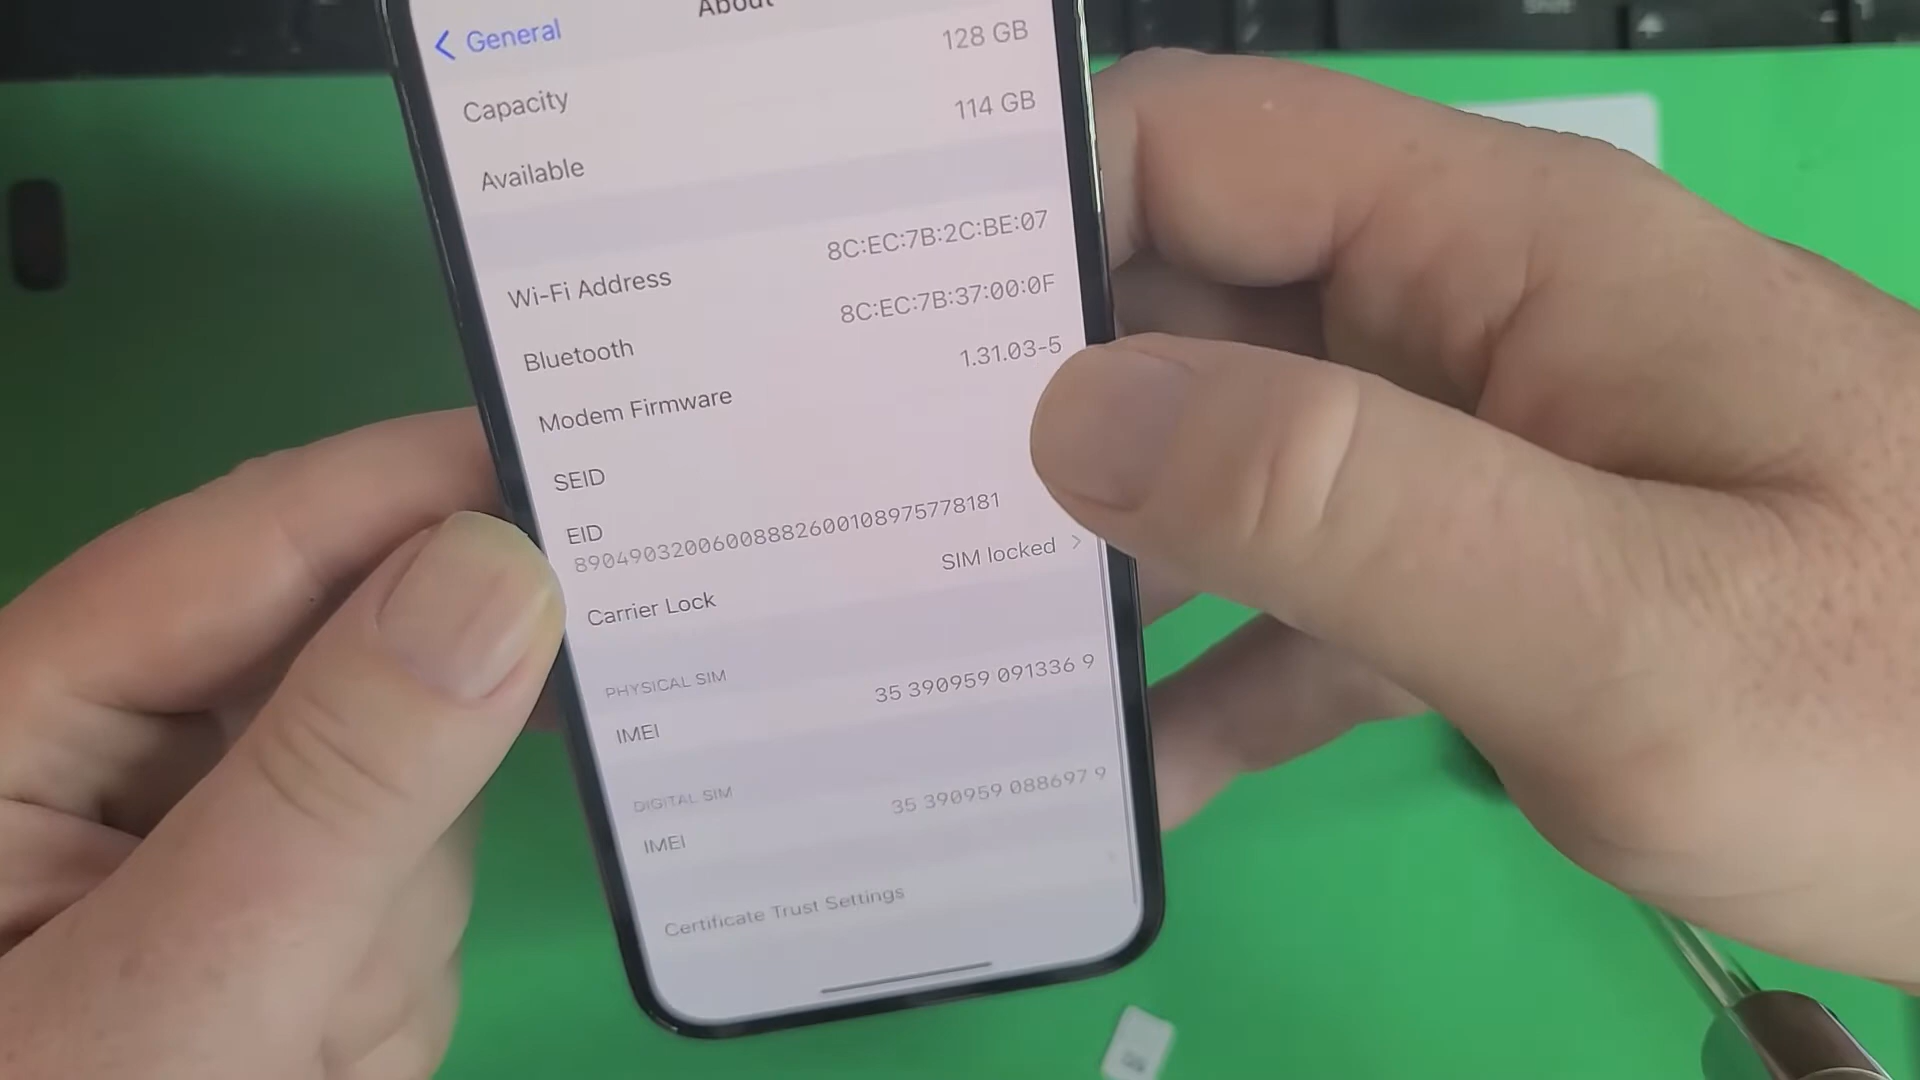 About
General
Capacity 128 GB
Available 114 GB
Wi-Fi Address 8C:EC:7B:2C:BE:07
Bluetooth 8C:EC:7B:37:00:0F
Modem Firmware 1.31.03-5
SEID
EID
89049032006008882600108975778181
Carrier Lock SIM locked
PHYSICAL SIM
IMEI 35 390959 091336 9
DIGITAL SIM
IMEI 35 390959 088697 9
Certificate Trust Settings